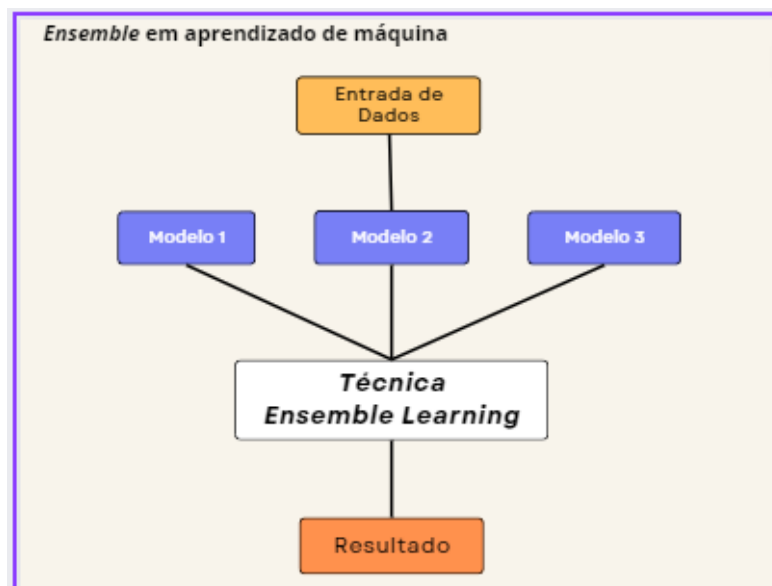 Ensemble em aprendizado de máquina
Entrada de
Dados
Modelo 1
Modelo 2
Modelo 3
Técnica
Ensemble Learning
Resultado